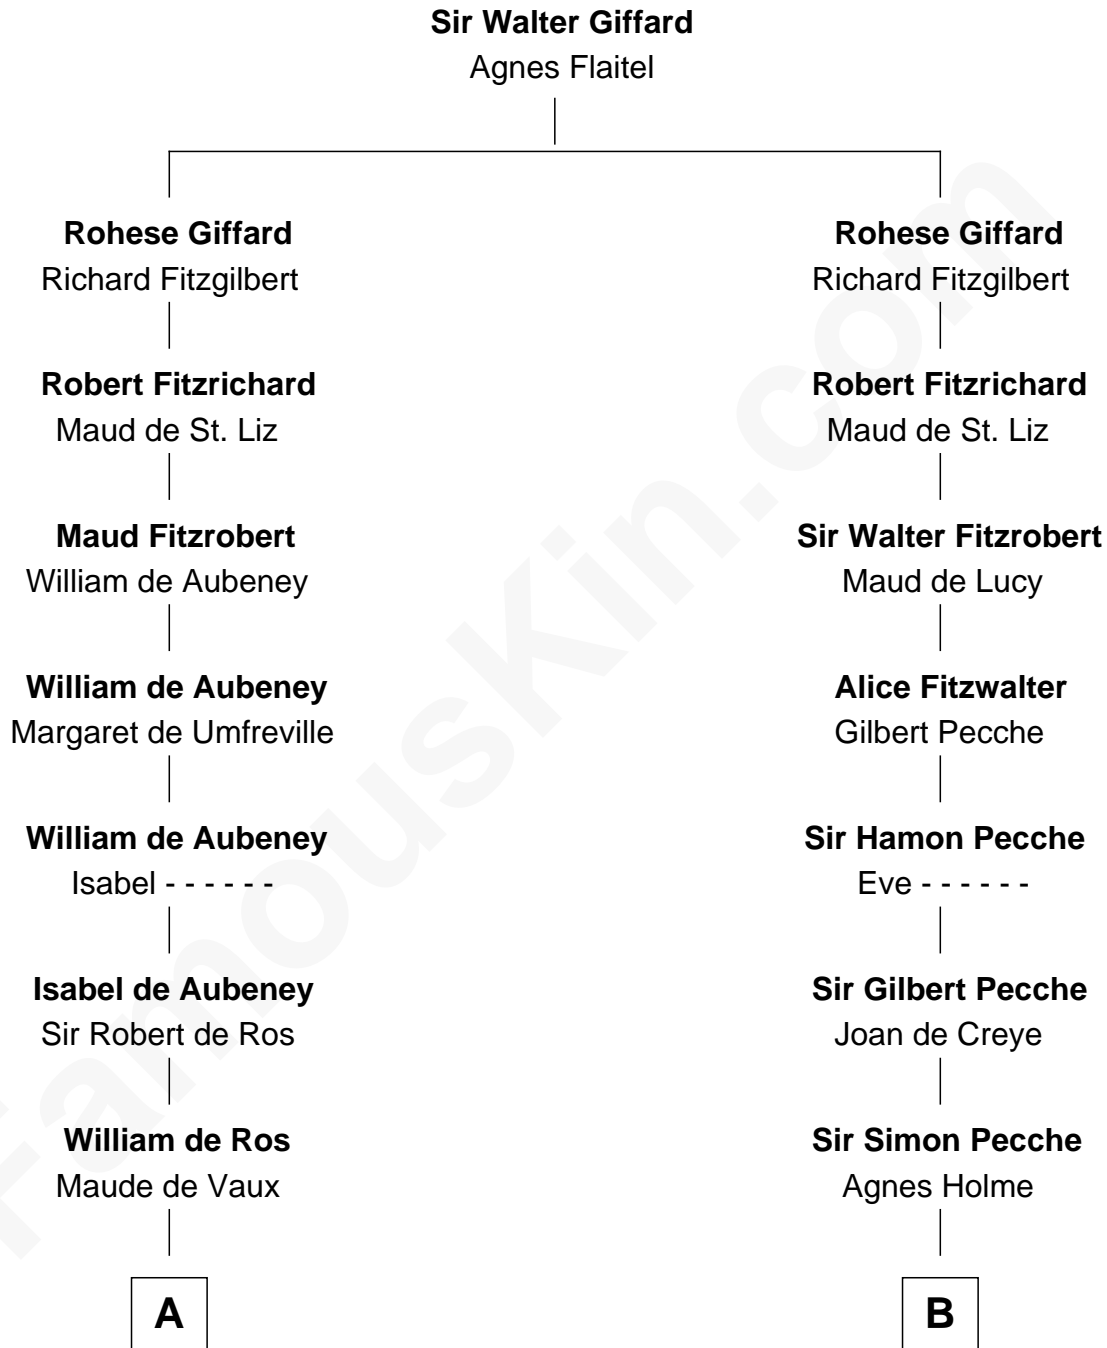 Sir Walter Giffard
Agnes Flaitel
Rohese Giffard
Richard Fitzgilbert
Robert Fitzrichard
Maud de St. Liz
Maud Fitzrobert
William de Aubeney
William de Aubeney
Margaret de Umfreville
William de Aubeney
Isabel - - - - - -
Isabel de Aubeney
Sir Robert de Ros
William de Ros
Maude de Vaux
A
Rohese Giffard
Richard Fitzgilbert
Robert Fitzrichard
Maud de St. Liz
Sir Walter Fitzrobert
Maud de Lucy
Alice Fitzwalter
Gilbert Pecche
Sir Hamon Pecche
Eve - - - - - -
Sir Gilbert Pecche
Joan de Creye
Sir Simon Pecche
Agnes Holme
B
FamousKin.com